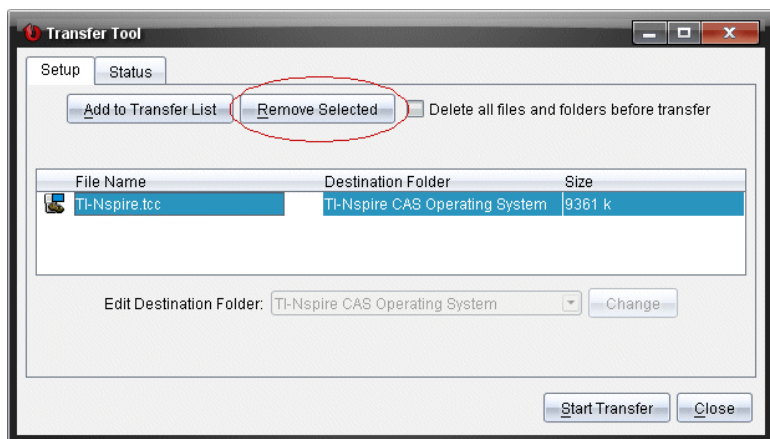 Transfer Tool
Setup Status
Add to Transfer List Remove Selected Delete all files and folders before transfer
File Name Destination Folder Size
TI-Nspire.tcc TI-Nspire CAS Operating System 9361 k
Edit Destination Folder: TI-Nspire CAS Operating System Change
Start Transfer Close